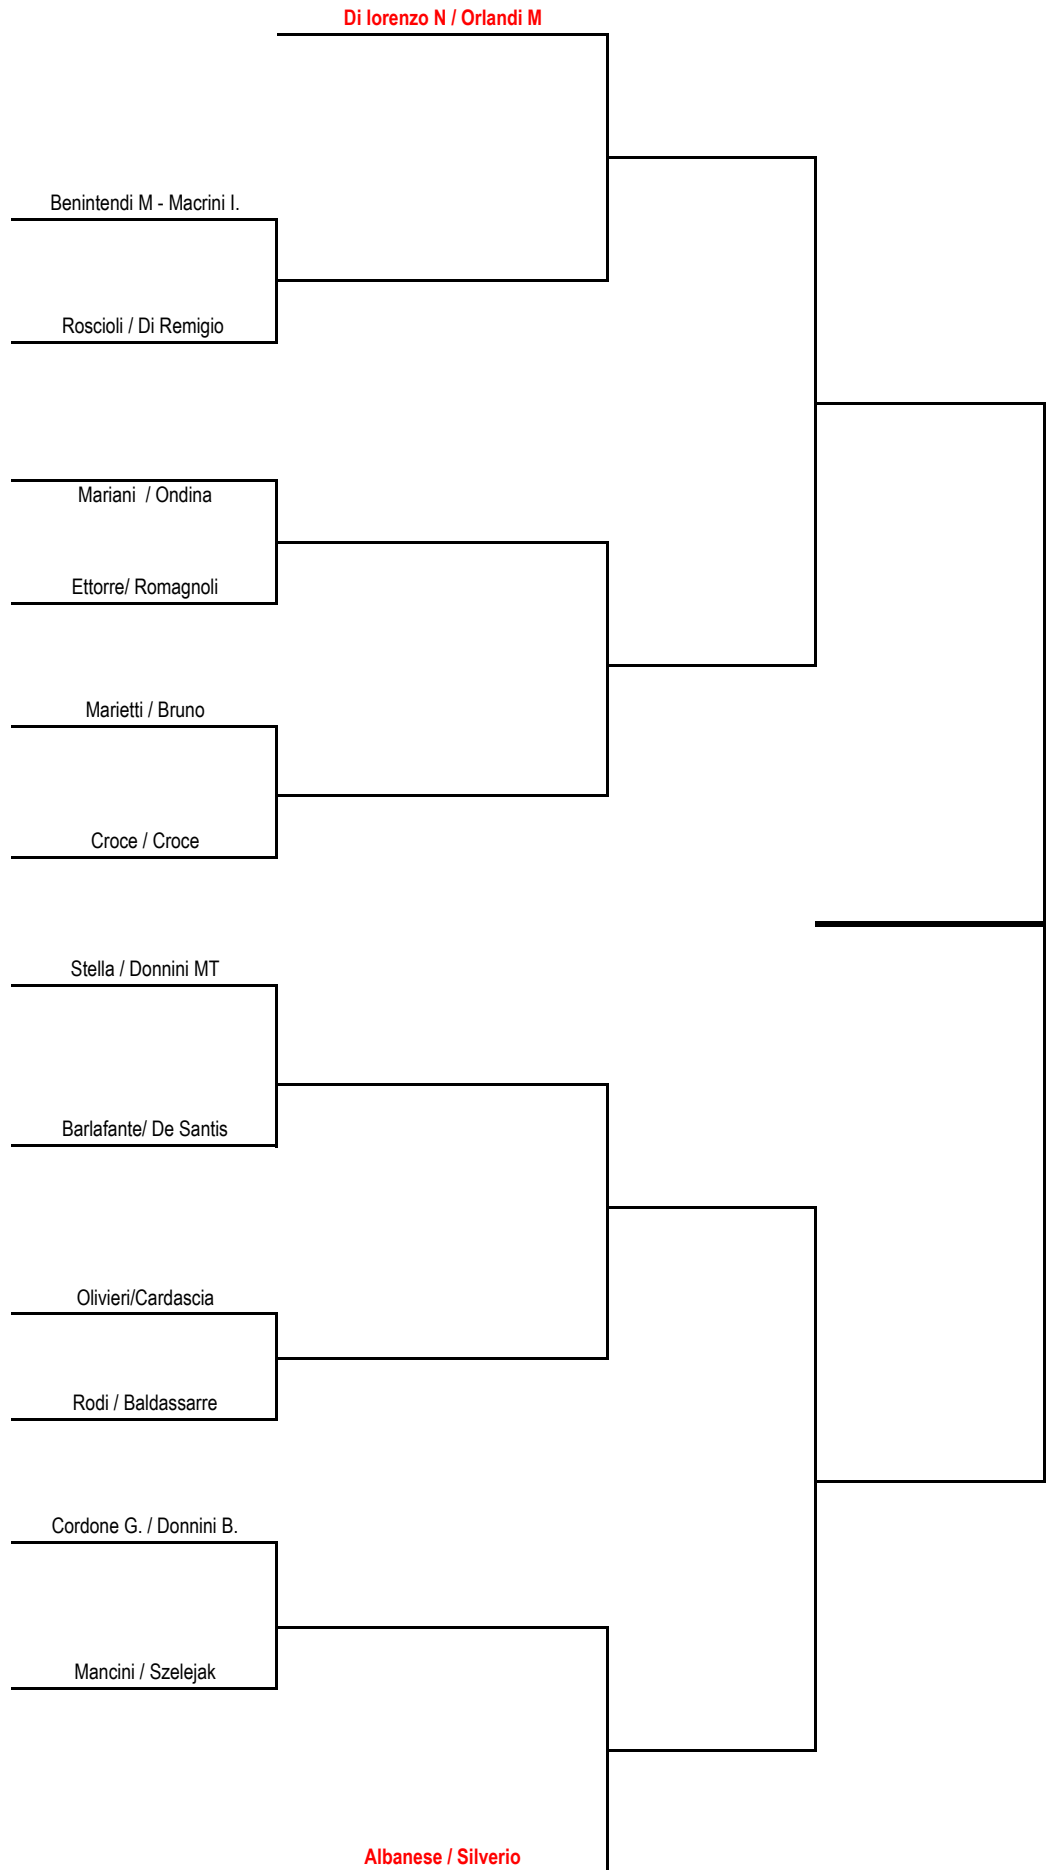 Di lorenzo N / Orlandi M
Benintendi M - Macrini I.
Roscioli / Di Remigio
Mariani  / Ondina
Ettorre/ Romagnoli
Marietti / Bruno
Croce / Croce
Stella / Donnini MT
Barlafante/ De Santis
Olivieri/Cardascia
Rodi / Baldassarre
Cordone G. / Donnini B.
Mancini / Szelejak
Albanese / Silverio